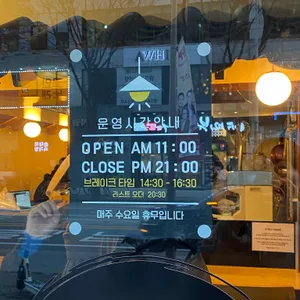 운영시간안내
OPEN AM 11:00
CLOSE PM 21:00
브레이크 타임 14:30 - 16:30
라스트 오더 20:30
매주 수요일 휴무입니다